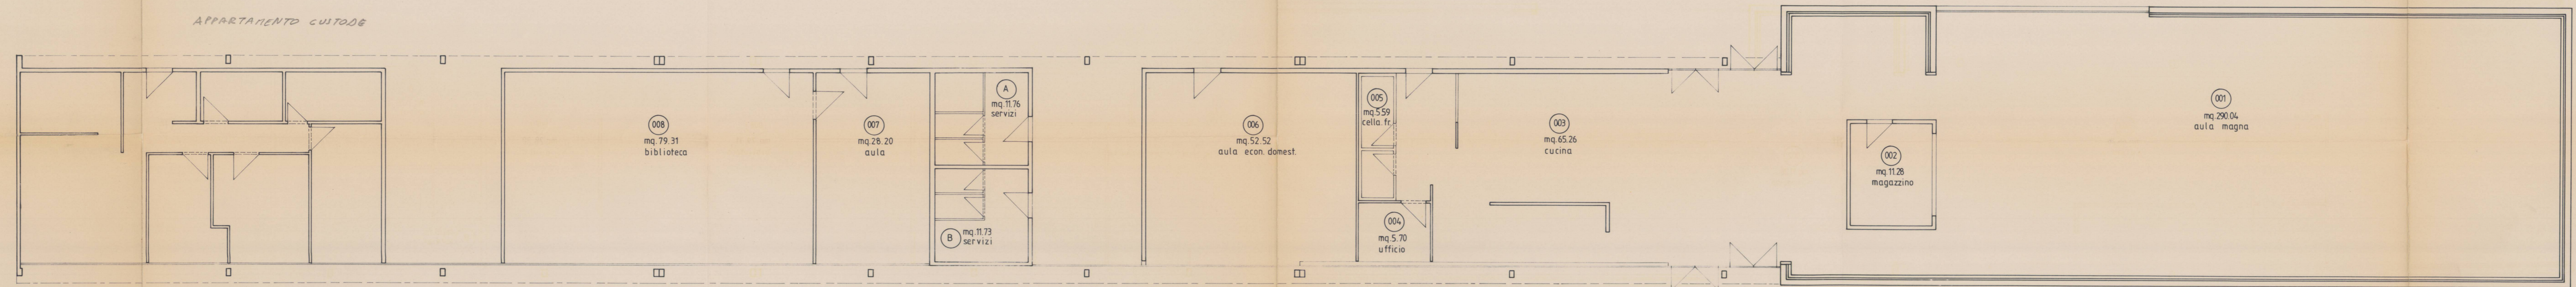 APPARTAMENTO CUSTODE
008
mq.79.31
biblioteca
007
mq.28.20
aula
A
mq.11.76
servizi
B
mq.11.73
servizi
006
mq.52.52
aula econ. domest.
005
mq.5.59
cella. fr.
004
mq.5.70
ufficio
003
mq.65.26
cucina
002
mq.11.28
magazzino
001
mq.290.04
aula magna